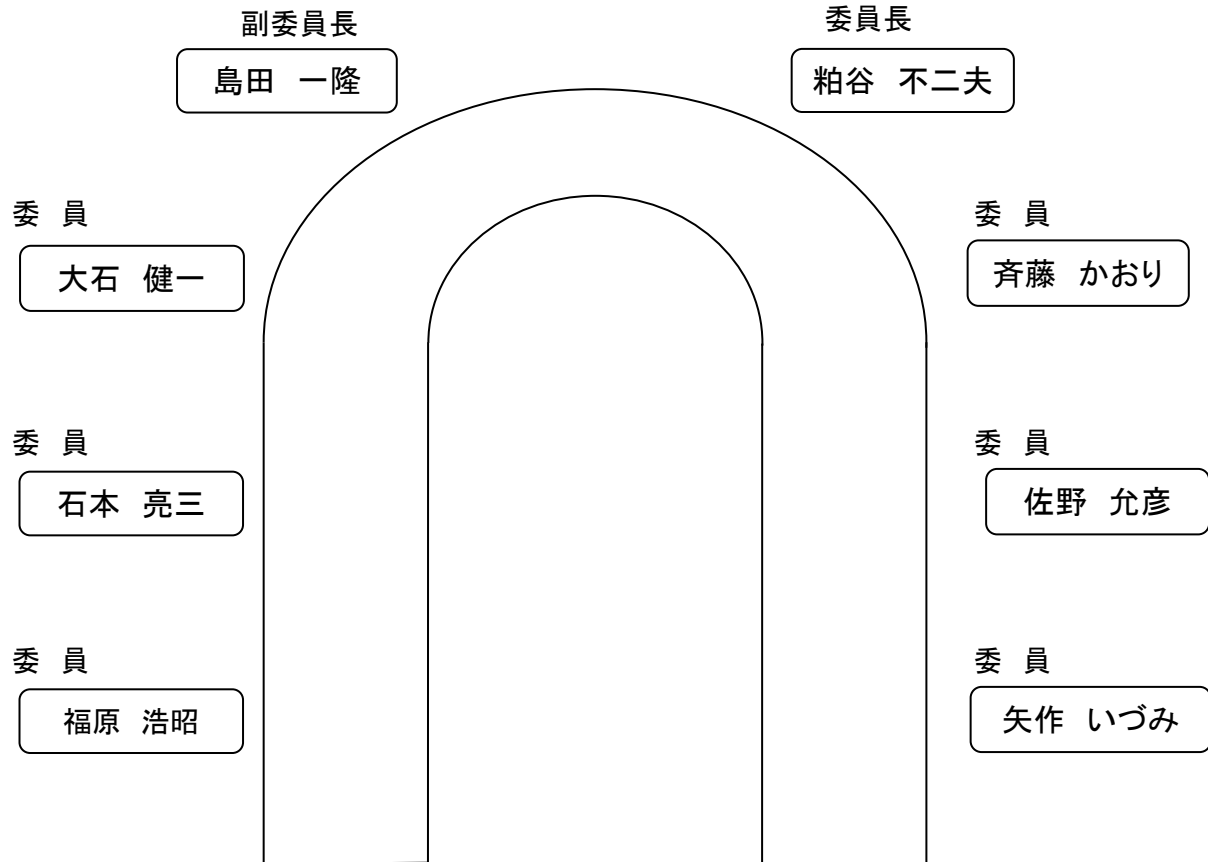 副委員長
島田 一隆
委員長
粕谷 不二夫
委 員
大石 健一
委 員
斉藤 かおり
委 員
石本 亮三
委 員
佐野 允彦
委 員
福原 浩昭
委 員
矢作 いづみ